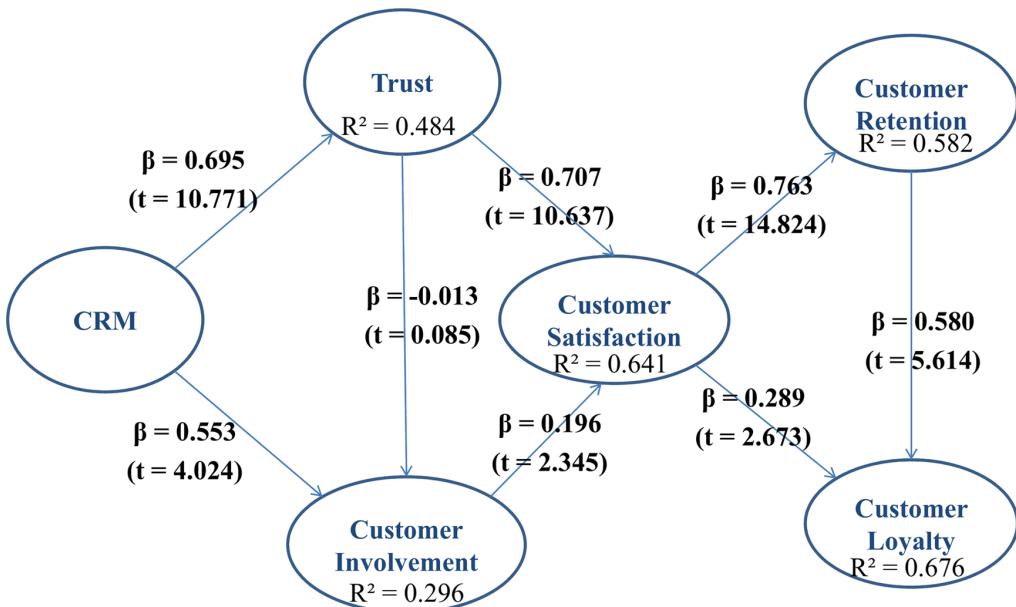 Trust
R² = 0.484
Customer
Retention
R² = 0.582
β = 0.695
(t = 10.771)
β = 0.707
(t = 10.637)
β = 0.763
(t = 14.824)
CRM
β = -0.013
(t = 0.085)
Customer
Satisfaction
R² = 0.641
β = 0.580
(t = 5.614)
β = 0.553
(t = 4.024)
β = 0.196
(t = 2.345)
β = 0.289
(t = 2.673)
Customer
Involvement
R² = 0.296
Customer
Loyalty
R² = 0.676